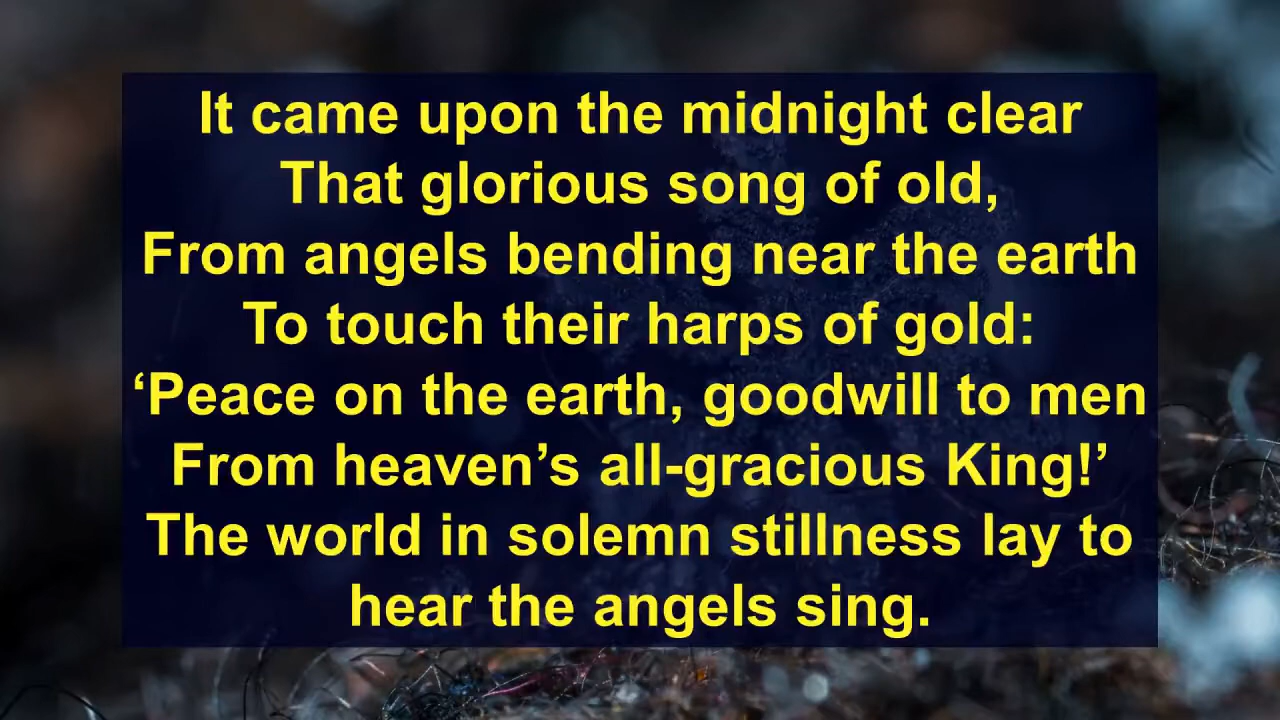 It came upon the midnight clear
That glorious song of old,
From angels bending near the earth
To touch their harps of gold:
‘Peace on the earth, goodwill to men
From heaven’s all-gracious King!’
The world in solemn stillness lay to
hear the angels sing.